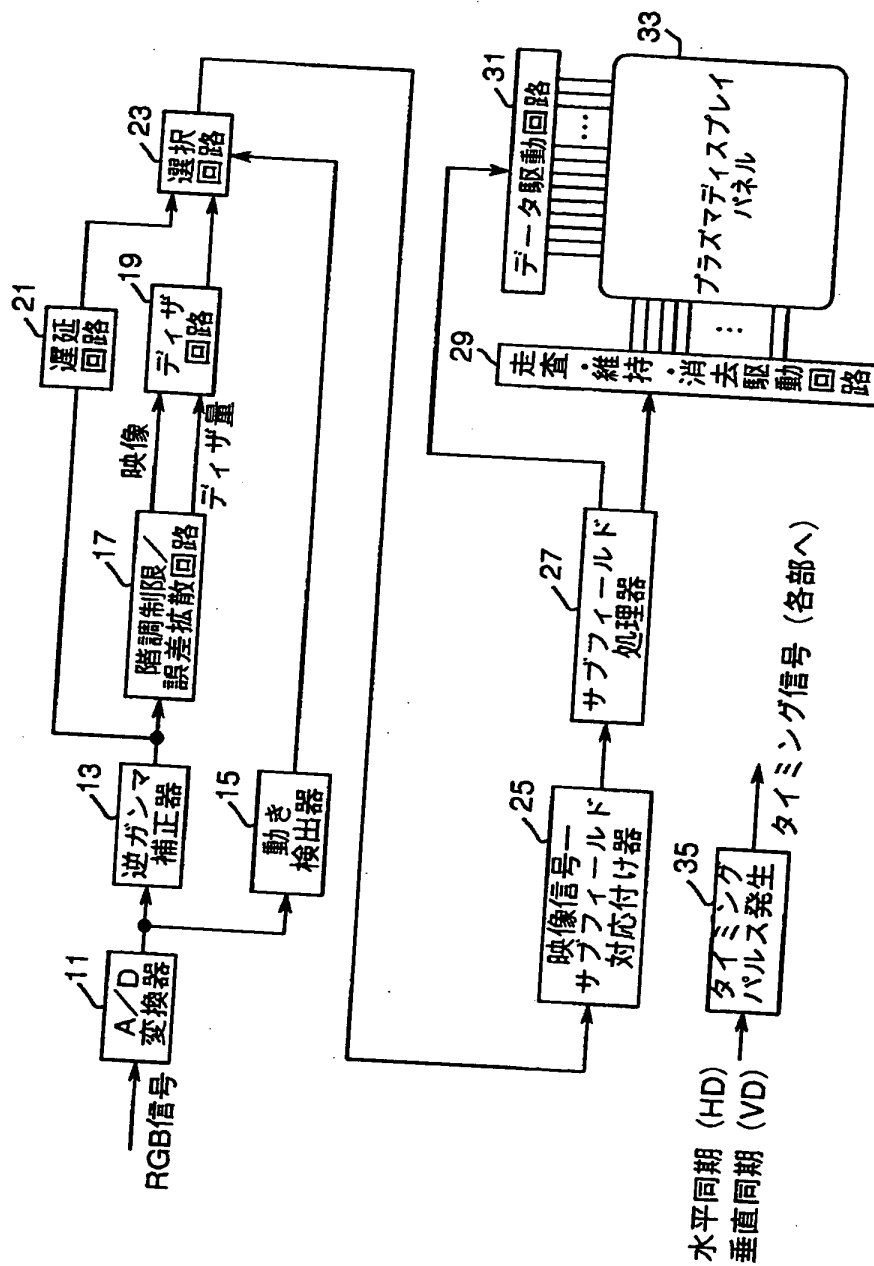 RGB信号
11
A/D
変換器
13
逆ガンマ
補正器
15
動き
検出器
17
階調制限/
誤差拡散回路
映像
ディザ量
19
ディザ
回路
21
遅延
回路
23
選択
回路
25
映像信号ー
サブフィールド
対応付け器
27
サブフィールド
処理器
29
走査・維持・消去駆動回路
31
データ駆動回路
33
プラズマディスプレイ
パネル
水平同期 (HD)
垂直同期 (VD)
35
タイミング
パルス発生
タイミング信号 (各部へ)